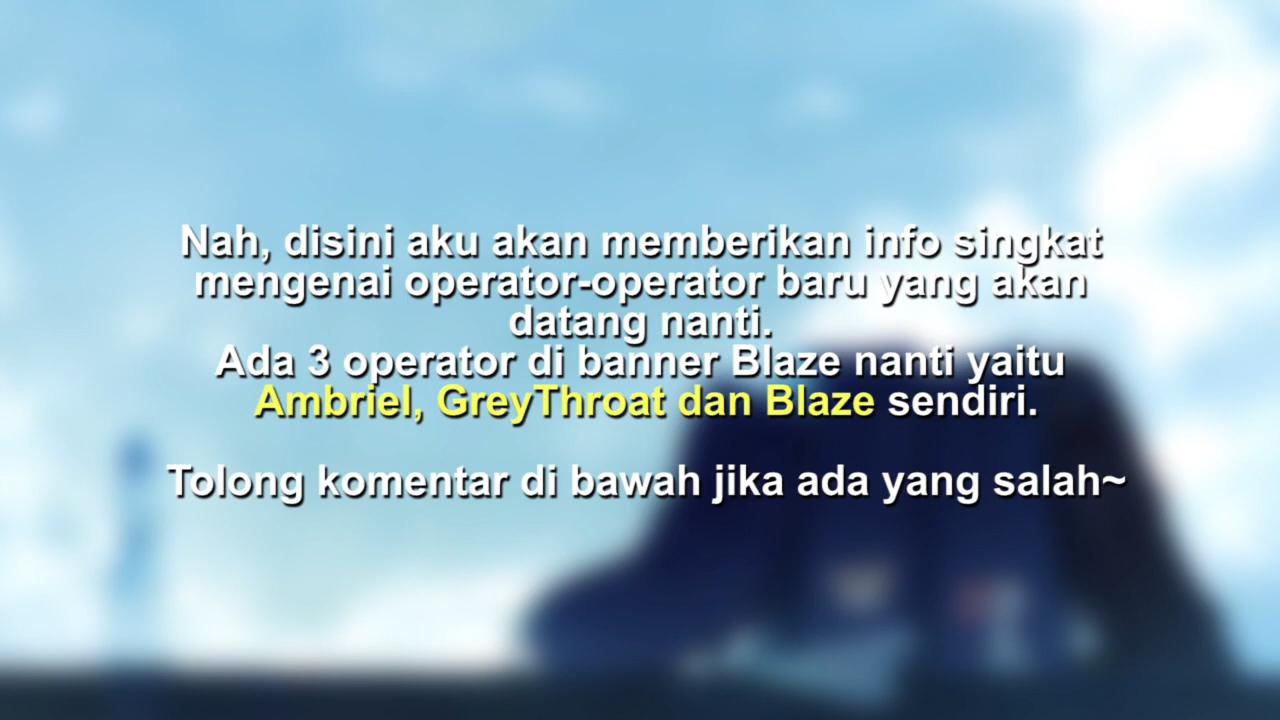 Nah, disini aku akan memberikan info singkat
mengenai operator-operator baru yang akan
datang nanti.
Ada 3 operator di banner Blaze nanti yaitu
Ambriel, GreyThroat dan Blaze sendiri.
Tolong komentar di bawah jika ada yang salah~